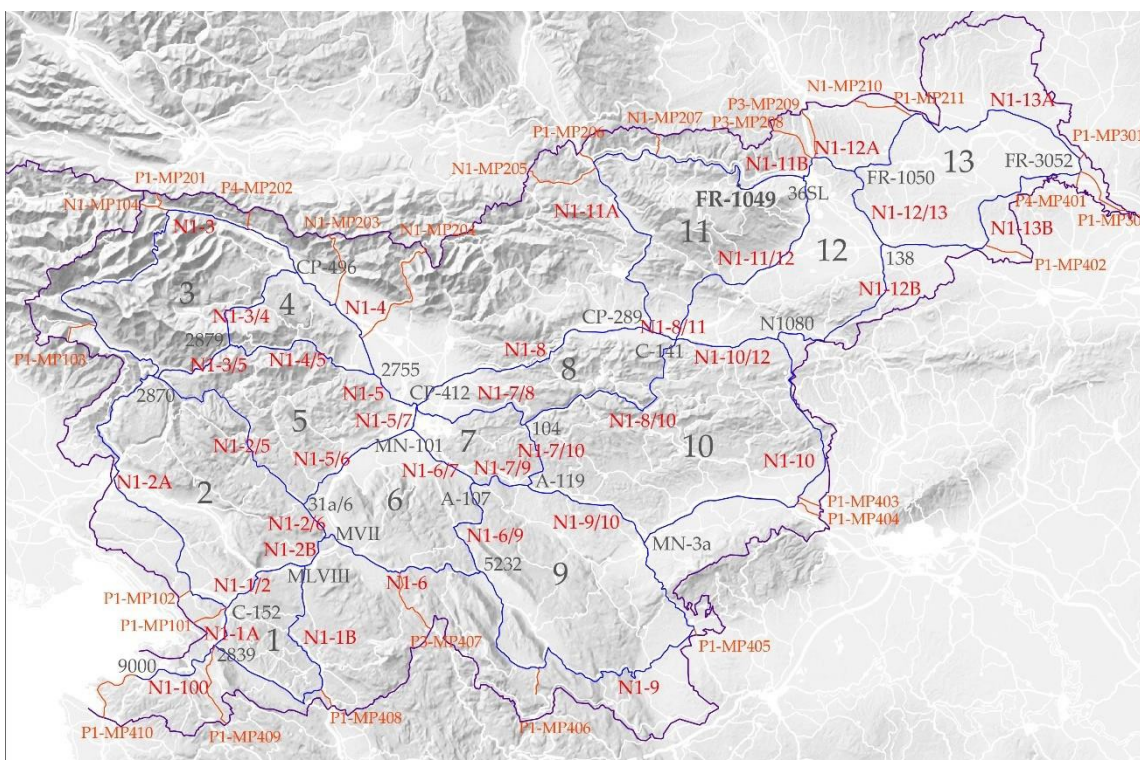 N1-MP210
P3-MP209
P1-MP211
N1-13A
N1-MP207
P3-MP208
P1-MP206
N1-12A
P1-MP301
N1-11B
13
FR-3052
N1-MP205
P1-MP201
FR-1050
P4-MP202
FR-1049
36SL
N1-MP104
N1-11A
N1-12/13
P4-MP401
N1-3
N1-MP203
N1-MP204
11
N1-13B
12
138
N1-11/12
P1-MP402
CP-496
3
4
N1-12B
N1-4
N1-3/4
CP-289
N1-8/11
N1080
2879
N1-8
C-141
N1-10/12
P1-MP103
N1-3/5
N1-4/5
8
2755
2870
N1-5
CP-412
N1-7/8
N1-5/7
N1-8/10
5
104
7
MN-101
N1-2/5
N1-7/10
10
N1-5/6
N1-6/7
N1-7/9
N1-10
N1-2A
A-119
2
A-107
6
31a/6
P1-MP403
P1-MP404
N1-2/6
N1-9/10
MVII
N1-6/9
MN-3a
N1-2B
5232
9
MLVIII
N1-1/2
N1-6
P1-MP102
C-152
P1-MP101
N1-1A
1
N1-1B
P3-MP407
P1-MP405
2839
9000
N1-100
N1-9
P1-MP408
P1-MP410
P1-MP409
P1-MP406